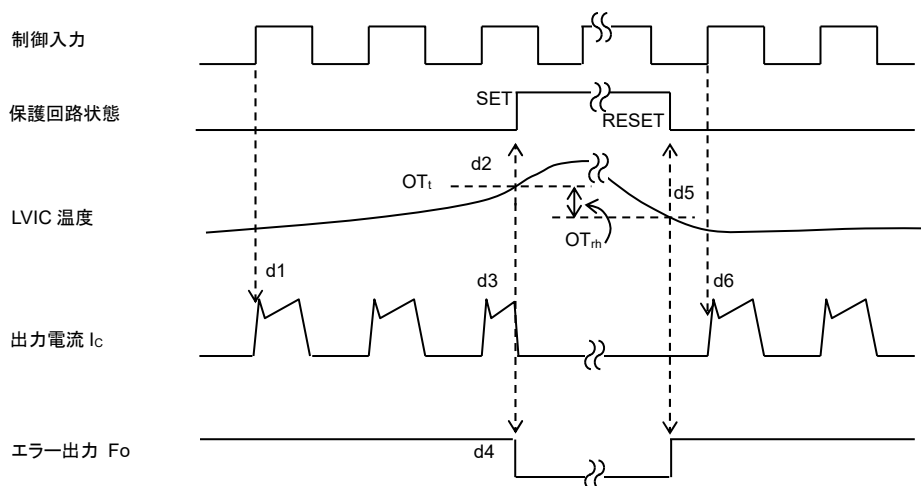 制御入力
保護回路状態
SET
RESET
d2
OTt
d5
LVIC 温度
OTrh
d1
d3
d6
出力電流 Ic
エラー出力 Fo
d4